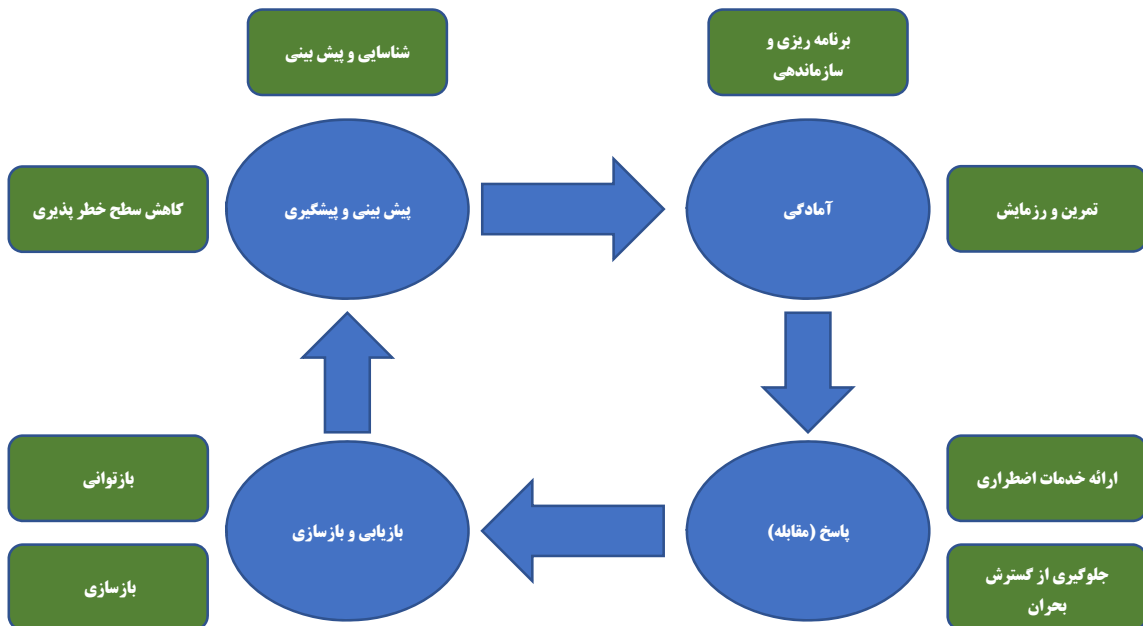 برنامه ریزی و
سازماندهی
شناسایی و پیش بینی
تمرین و رزمایش
آمادگی
پیش بینی و پیشگیری
کاهش سطح خطر پذیری
ارائه خدمات اضطراری
پاسخ (مقابله)
بازیابی و بازسازی
بازتوانی
جلوگیری از گسترش
بحران
بازسازی